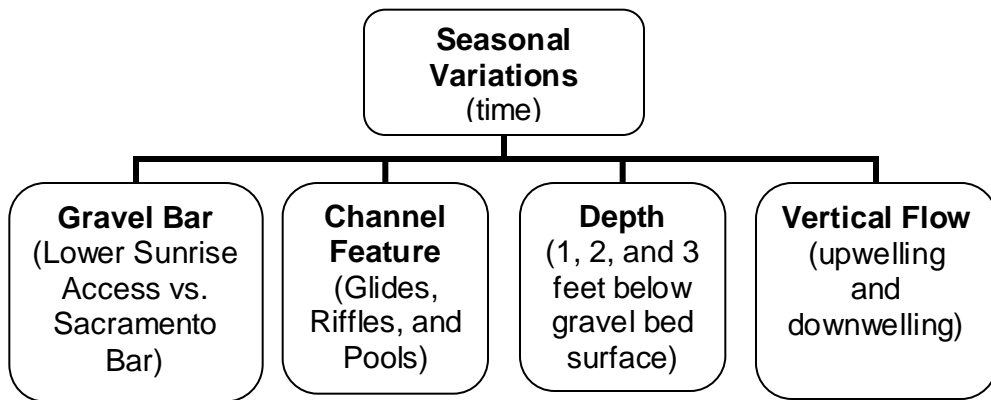 Seasonal
Variations
(time)
Gravel Bar
(Lower Sunrise
Access vs.
Sacramento
Bar)
Channel
Feature
(Glides,
Riffles, and
Pools)
Depth
(1, 2, and 3
feet below
gravel bed
surface)
Vertical Flow
(upwelling
and
downwelling)